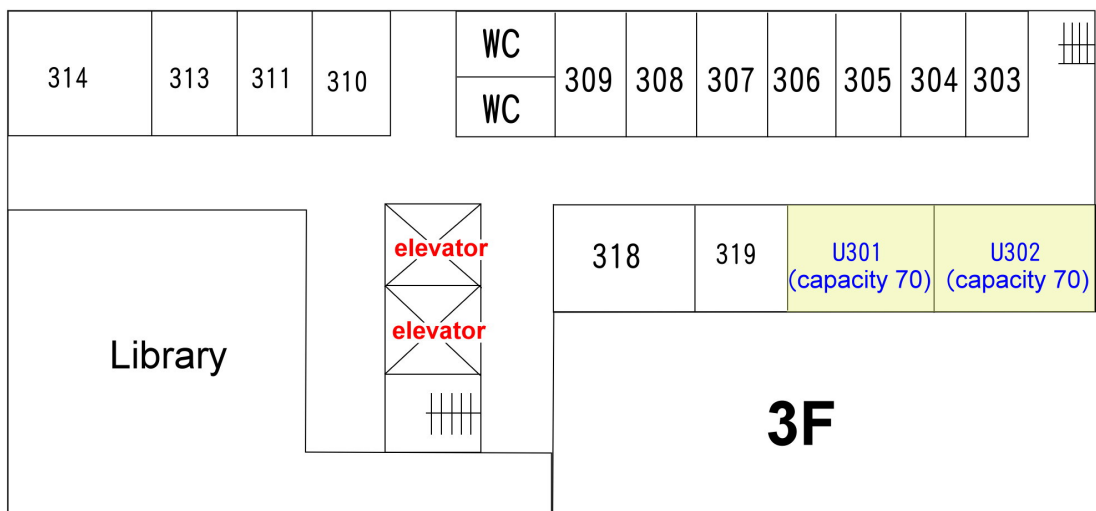 314
313
311
310
WC
WC
309
308
307
306
305
304
303
elevator
elevator
318
319
U301
(capacity 70)
U302
(capacity 70)
Library
3F